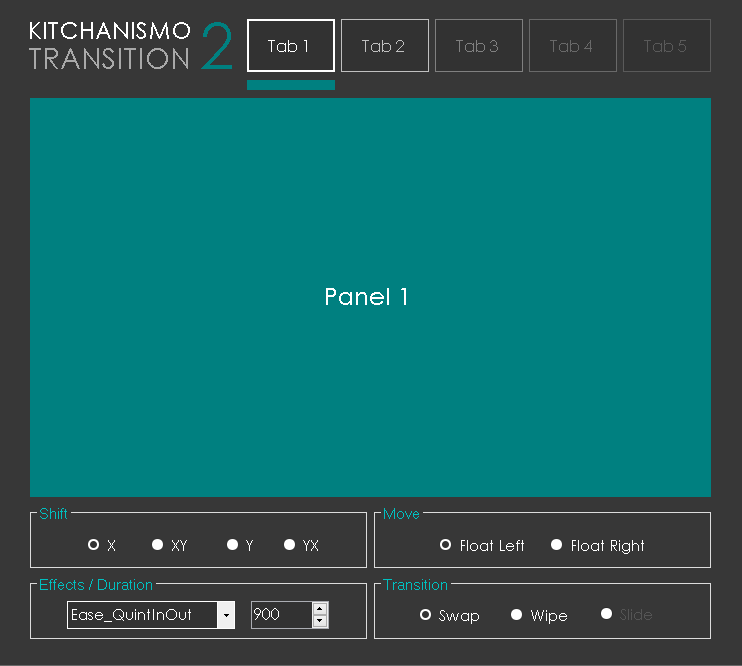 KITCHANISMO
TRANSITION 2
Tab 1 Tab 2 Tab 3 Tab 4 Tab 5
Panel 1
Shift
X XY Y YX
Move
Float Left Float Right
Effects / Duration
Ease_QuintInOut 900
Transition
Swap Wipe Slide